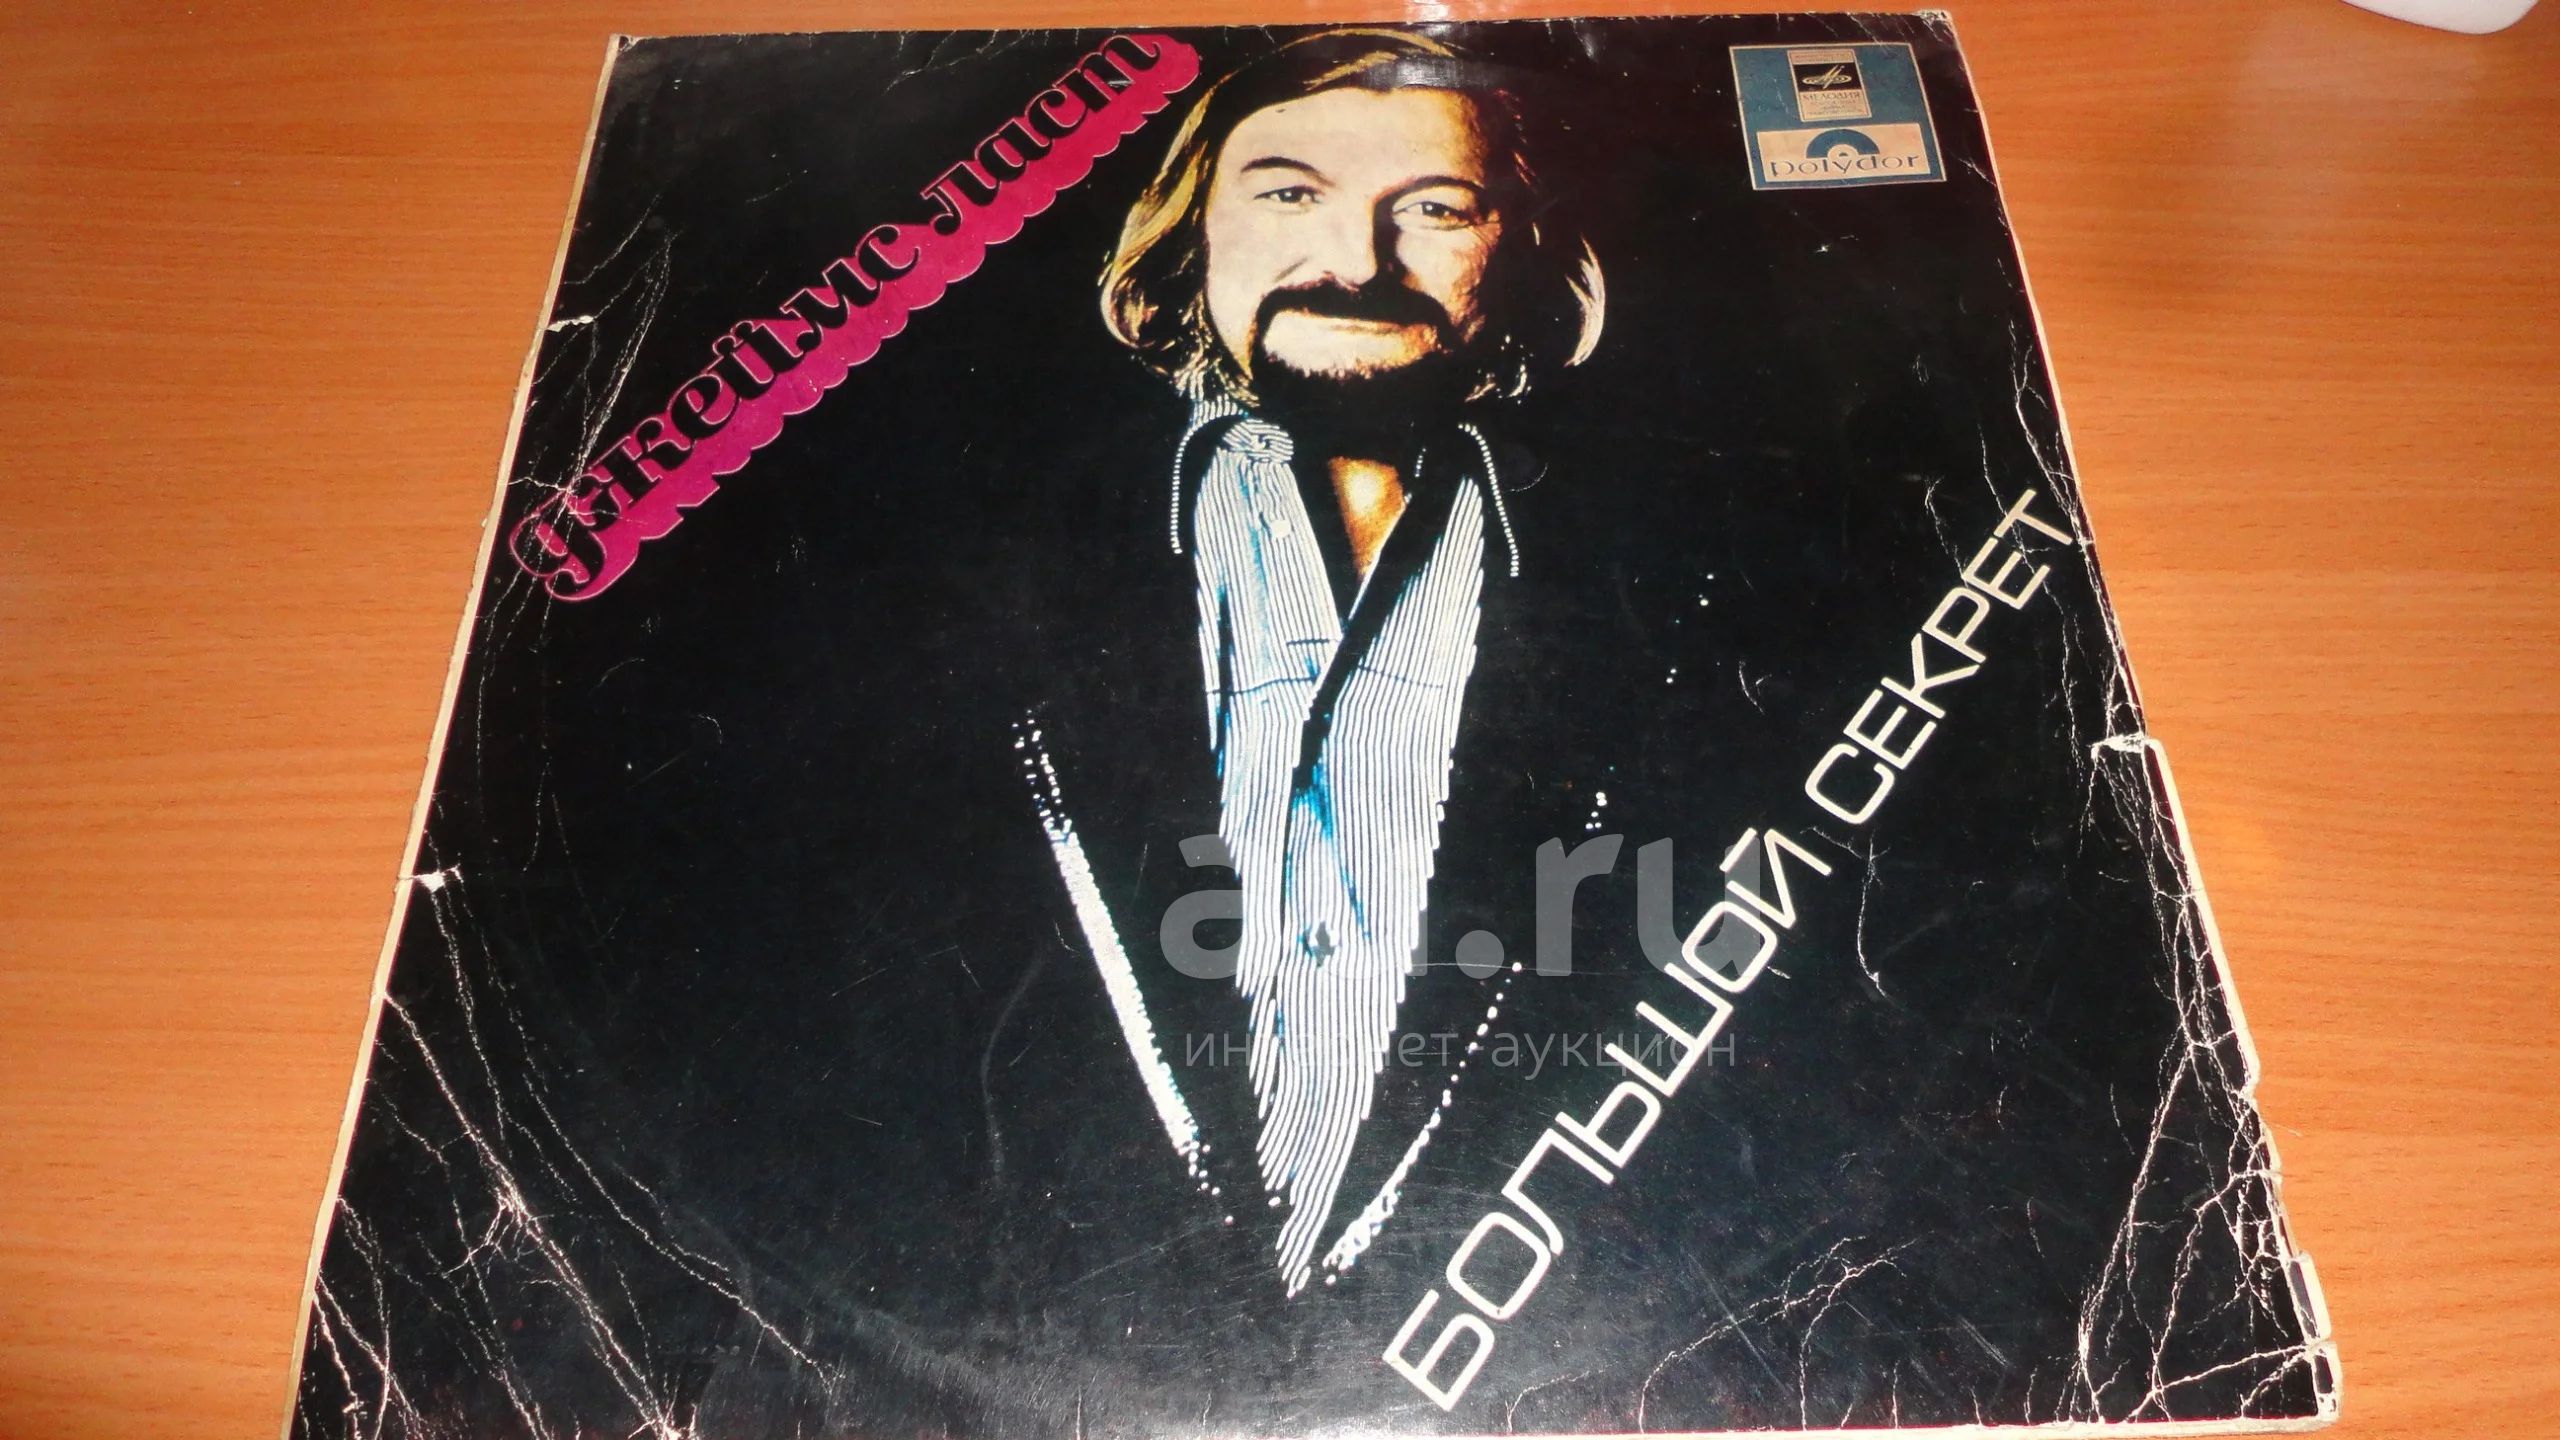 джеймс ласт
МЕЛОДИЯ
polydor
БОЛЬШОЙ СЕКРЕТ
au.ru
интернет-аукцион